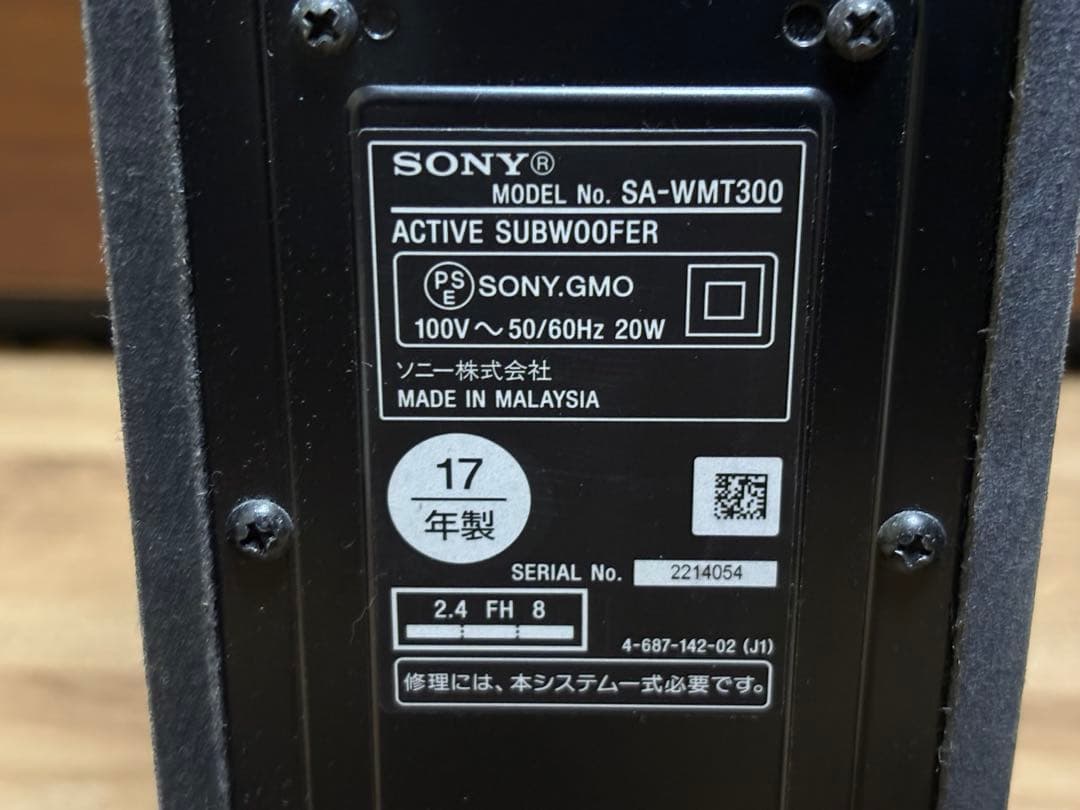 SONY®
MODEL No. SA-WMT300
ACTIVE SUBWOOFER
PSE SONY.GMO
100V～50/60Hz 20W
ソニー株式会社
MADE IN MALAYSIA
17
年製
SERIAL No. 2214054
2.4 FH 8
4-687-142-02 (J1)
修理には、本システム一式必要です。